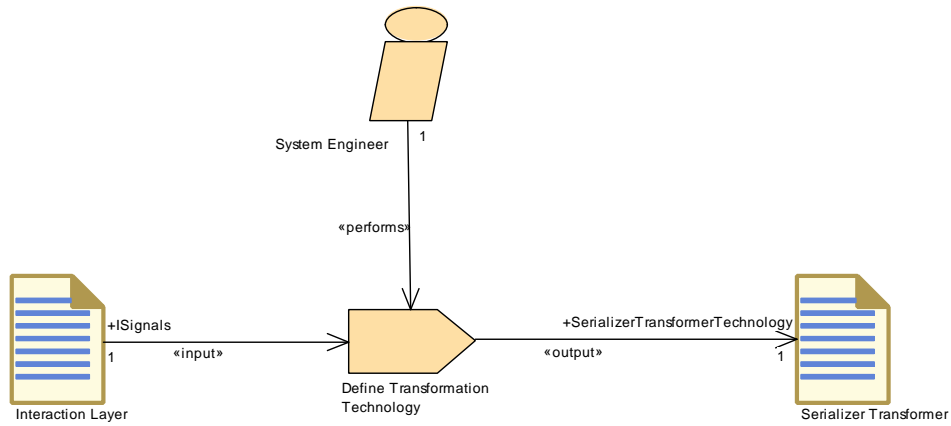 1
System Engineer
«performs»
+ISignals
+SerializerTransformerTechnology
1
«input»
«output»
1
Define Transformation
Technology
Interaction Layer
Serializer Transformer